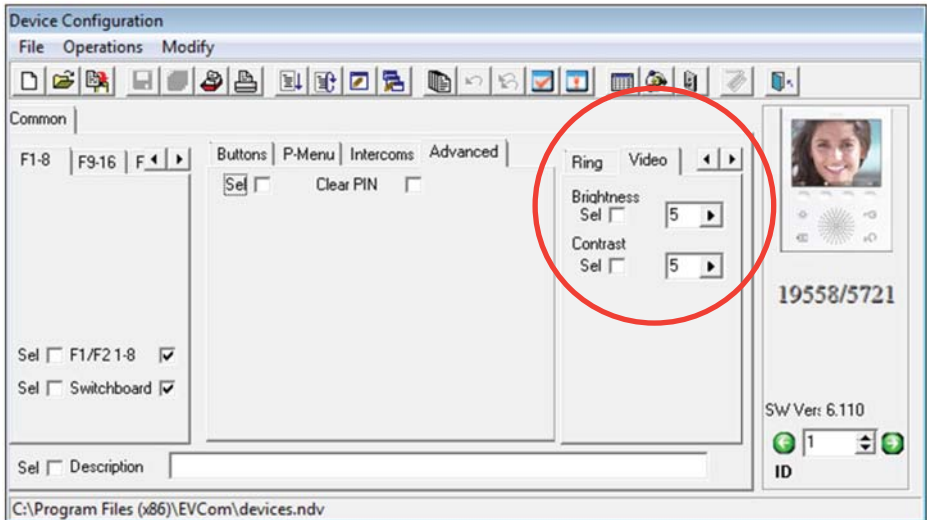 Device Configuration
File Operations Modify
Common
F1-8 F9-16 F
Buttons P-Menu Intercoms Advanced
Ring Video
Sel Clear PIN
Brightness
Sel 5
Contrast
Sel 5
19558/5721
Sel F1/F2 1-8
Sel Switchboard
SW Ver: 6.110
1
ID
Sel Description
C:\Program Files (x86)\EVCom\devices.ndv